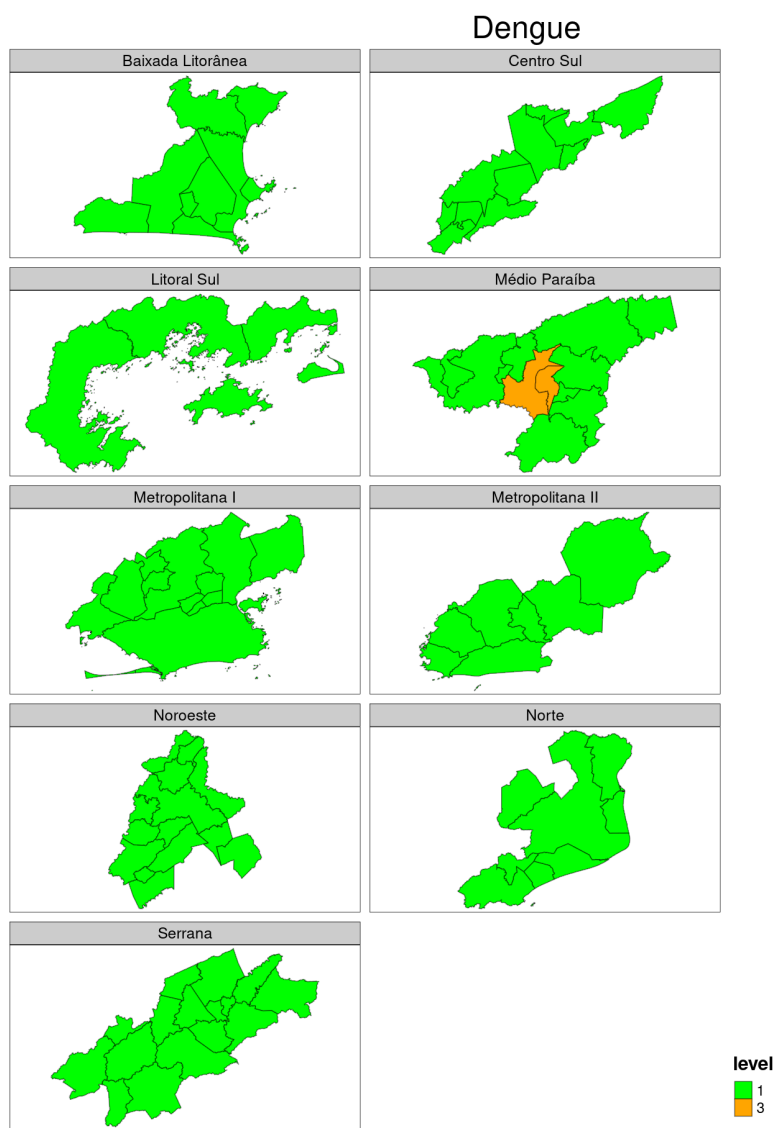 Dengue
Baixada Litorânea
Centro Sul
Litoral Sul
Médio Paraíba
Metropolitana I
Metropolitana II
Noroeste
Norte
Serrana
level
1
3